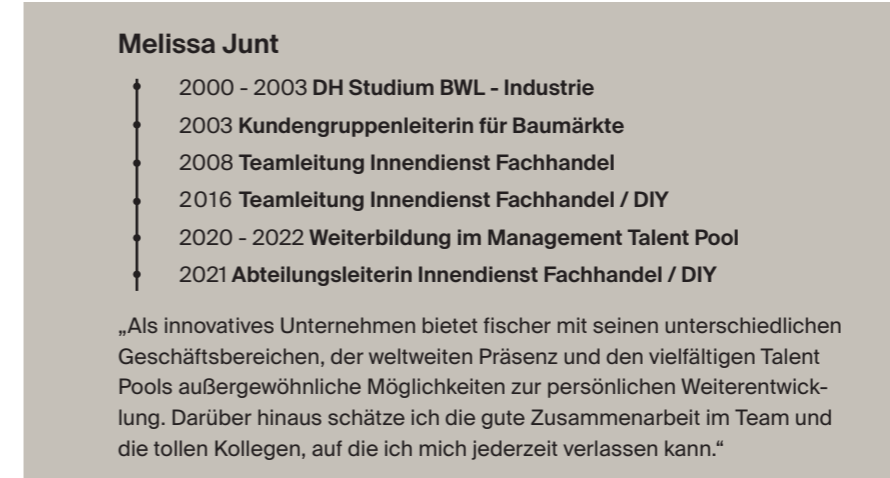 Melissa Junt
2000 - 2003 DH Studium BWL - Industrie
2003 Kundengruppenleiterin für Baumärkte
2008 Teamleitung Innendienst Fachhandel
2016 Teamleitung Innendienst Fachhandel / DIY
2020 - 2022 Weiterbildung im Management Talent Pool
2021 Abteilungsleiterin Innendienst Fachhandel / DIY
„Als innovatives Unternehmen bietet fischer mit seinen unterschiedlichen
Geschäftsbereichen, der weltweiten Präsenz und den vielfältigen Talent
Pools außergewöhnliche Möglichkeiten zur persönlichen Weiterentwick-
lung. Darüber hinaus schätze ich die gute Zusammenarbeit im Team und
die tollen Kollegen, auf die ich mich jederzeit verlassen kann.“